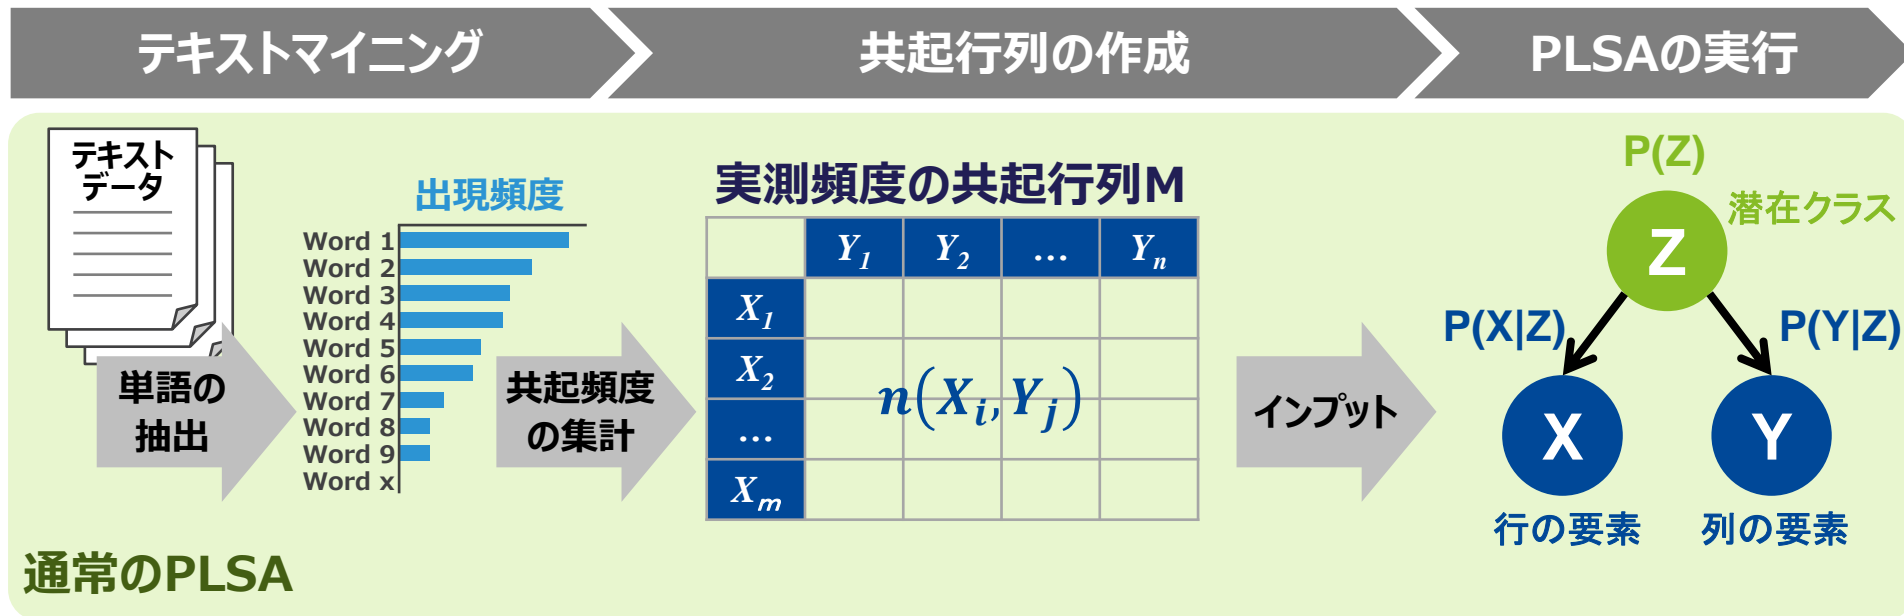 テキストマイニング
共起行列の作成
PLSAの実行
テキスト
データ
単語の
抽出
出現頻度
Word 1
Word 2
Word 3
Word 4
Word 5
Word 6
Word 7
Word 8
Word 9
Word x
共起頻度
の集計
実測頻度の共起行列M
Y1 Y2 … Yn
X1
X2
…
Xm
n(Xi, Yj)
インプット
P(Z)
潜在クラス
Z
P(X|Z)
P(Y|Z)
X
Y
行の要素
列の要素
通常のPLSA